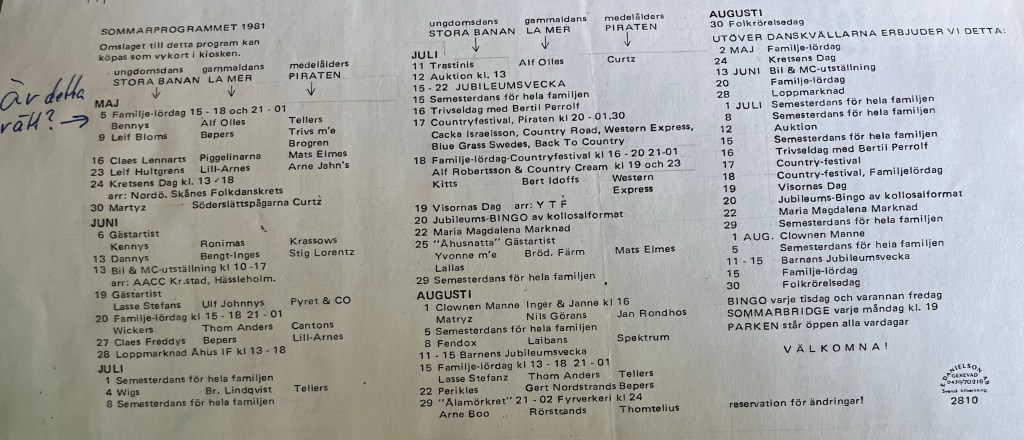 SOMMARPROGRAMMET 1981
Omslaget till detta program kan
köpas som vykort i kiosken.
ungdomsdans gammaldans medelålders
STORA BANAN LA MER PIRATEN
Är detta
rätt? →
MAJ
5 Familje-lördag 15 - 18 och 21 - 01
Bennys Alf Olles Tellers
9 Leif Bloms Bepers Trivs m'e
Brogren
16 Claes Lennarts Piggelinarna Mats Elmes
23 Leif Hultgrens Lill-Arnes Arne Jahn's
24 Kretsens Dag kl. 13 - 18
arr: Nordö. Skånes Folkdanskrets
30 Martyz Söderslättspågarna Curtz
JUNI
6 Gästartist
Kennys Ronimas Krassows
13 Dannys Bengt-Inges Stig Lorentz
13 Bil & MC-utställning kl 10 -17
arr: AACC Kr.stad, Hässleholm.
19 Gästartist
Lasse Stefans Ulf Johnnys Pyret & CO
20 Familje-lördag kl 15 - 18 21 - 01
Wickers Thom Anders Cantons
27 Claes Freddys Bepers Lill-Arnes
28 Loppmarknad Åhus IF kl 13 - 18
JULI
1 Semesterdans för hela familjen
4 Wigs Br. Lindqvist Tellers
8 Semesterdans för hela familjen
ungdomsdans gammaldans medelålders
STORA BANAN LA MER PIRATEN
JULI
11 Trastinis Alf Olles Curtz
12 Auktion kl. 13
15 - 22 JUBILEUMSVECKA
15 Semesterdans för hela familjen
16 Trivseldag med Bertil Perrolf
17 Countryfestival, Piraten kl 20 - 01.30
Cacka Israelsson, Country Road, Western Express,
Blue Grass Swedes, Back To Country
18 Familje-lördag-Countryfestival kl 16 - 20 21-01
Alf Robertsson & Country Cream kl 19 och 23
Kitts Bert Idoffs Western
Express
19 Visornas Dag arr: Y T F
20 Jubileums-BINGO av kollosalformat
22 Maria Magdalena Marknad
25 "Åhusnatta" Gästartist
Yvonne m'e Bröd. Färm Mats Elmes
Lallas
29 Semesterdans för hela familjen
AUGUSTI
1 Clownen Manne Inger & Janne kl 16
Matryz Nils Görans Jan Rondhos
5 Semesterdans för hela familjen
8 Fendox Laibans Spektrum
11 - 15 Barnens Jubileumsvecka
15 Familje-lördag kl 13 - 18 21 - 01
Lasse Stefanz Thom Anders Tellers
22 Perikles Gert Nordstrands Bepers
29 "Ålamörkret" 21 - 02 Fyrverkeri kl 24
Arne Boo Rörstrands Thomtelius
AUGUSTI
30 Folkrörelsedag
UTÖVER DANSKVÄLLARNA ERBJUDER VI DETTA:
2 MAJ Familje-lördag
24 Kretsens Dag
13 JUNI Bil & MC-utställning
20 Familje-lördag
28 Loppmarknad
1 JULI Semesterdans för hela familjen
8 Semesterdans för hela familjen
12 Auktion
15 Semesterdans för hela familjen
16 Trivseldag med Bertil Perrolf
17 Country-festival
18 Country-festival, Familjelördag
19 Visornas Dag
20 Jubileums-Bingo av kollosalformat
22 Maria Magdalena Marknad
29 Semesterdans för hela familjen
1 AUG. Clownen Manne
5 Semesterdans för hela familjen
11 - 15 Barnens Jubileumsvecka
15 Familje-lördag
30 Folkrörelsedag
BINGO varje tisdag och varannan fredag
SOMMARBRIDGE varje måndag kl. 19
PARKEN står öppen alla vardagar
VÄLKOMNA!
reservation för ändringar!
DANIELSON
GENEVAD
0430/70216
Svensk tillverkning
2810